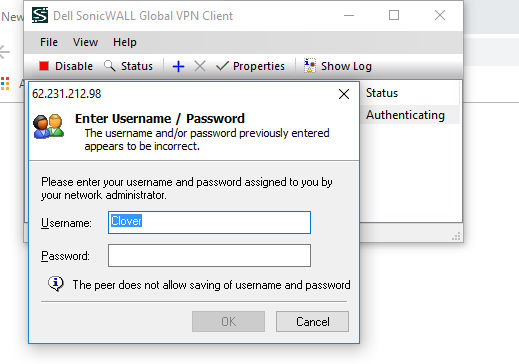 New
Dell SonicWALL Global VPN Client
File View Help
Disable Status Properties Show Log
Status
Authenticating
62.231.212.98
Enter Username / Password
The username and/or password previously entered
appears to be incorrect.
Please enter your username and password assigned to you by
your network administrator.
Username: Clover
Password:
The peer does not allow saving of username and password
OK Cancel